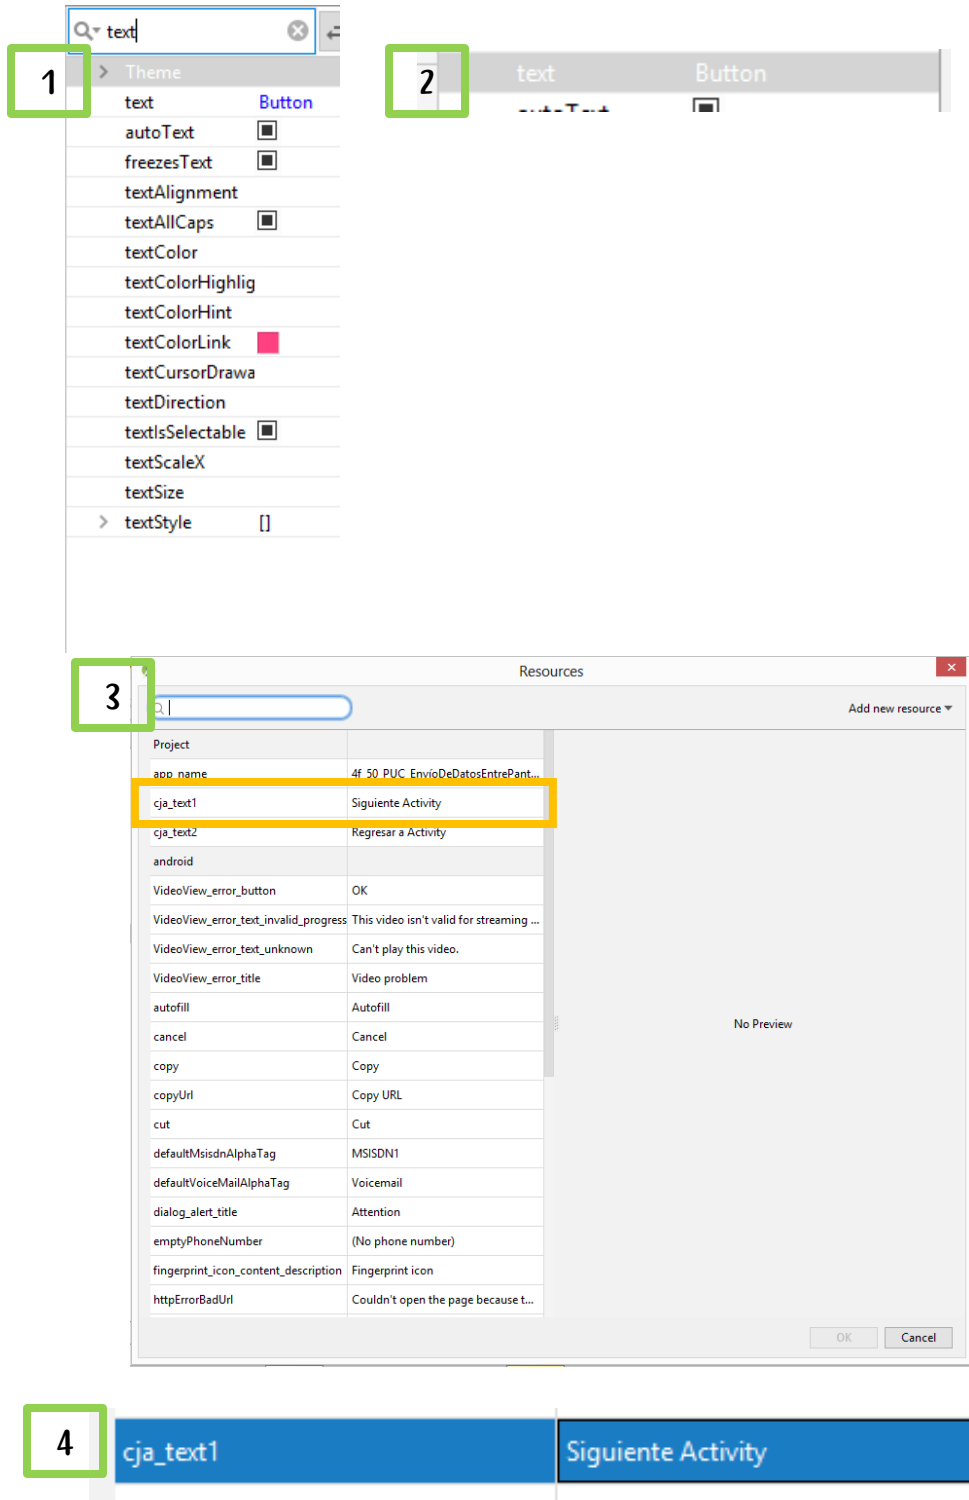 text
1
Theme
text Button
autoText
freezesText
textAlignment
textAllCaps
textColor
textColorHighlig
textColorHint
textColorLink
textCursorDrawa
textDirection
textIsSelectable
textScaleX
textSize
textStyle []
2
text Button
autoText
3
Resources
Add new resource
Project
app_name 4f_50_PUC_EnvíoDeDatosEntrePant...
cja_text1 Siguiente Activity
cja_text2 Regresar a Activity
android
VideoView_error_button OK
VideoView_error_text_invalid_progress This video isn't valid for streaming ...
VideoView_error_text_unknown Can't play this video.
VideoView_error_title Video problem
autofill Autofill
cancel Cancel
copy Copy
copyUrl Copy URL
cut Cut
defaultMsisdnAlphaTag MSISDN1
defaultVoiceMailAlphaTag Voicemail
dialog_alert_title Attention
emptyPhoneNumber (No phone number)
fingerprint_icon_content_description Fingerprint icon
httpErrorBadUrl Couldn't open the page because t...
No Preview
OK Cancel
4
cja_text1 Siguiente Activity